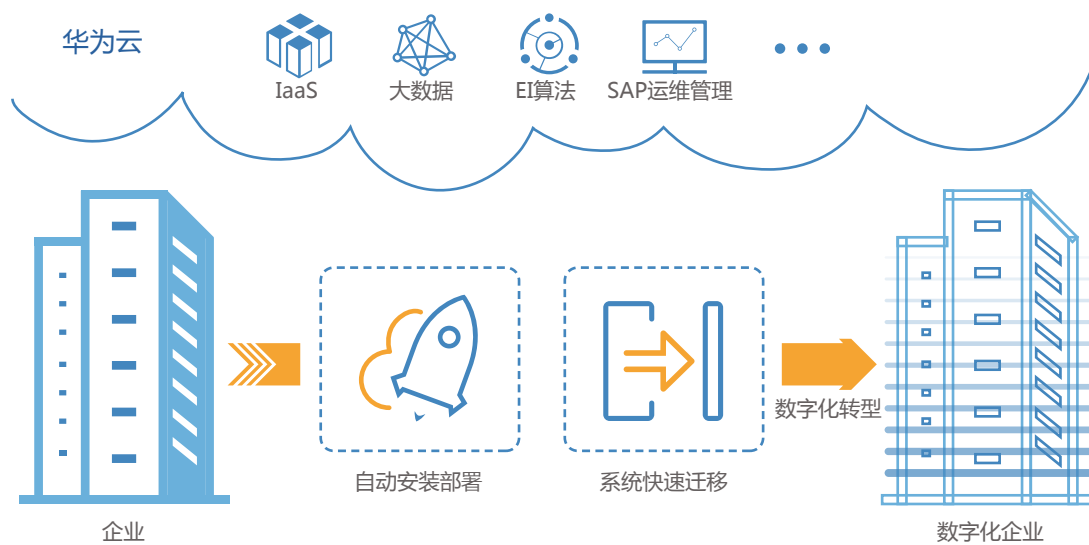 华为云
IaaS
大数据
EI算法
SAP运维管理
数字化转型
自动安装部署
系统快速迁移
企业
数字化企业